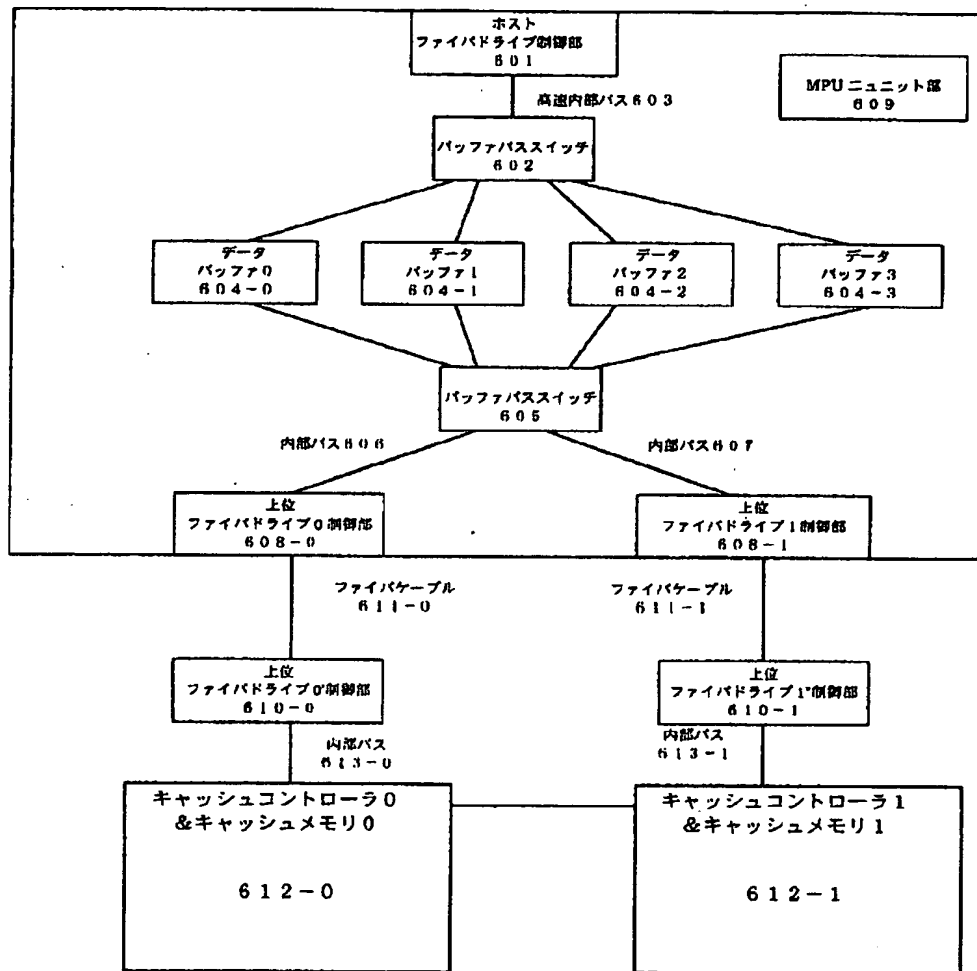 ホスト
ファイバドライブ制御部
601
高速内部バス603
MPUニュニット部
609
バッファバススイッチ
602
データ
バッファ0
604-0
データ
バッファ1
604-1
データ
バッファ2
604-2
データ
バッファ3
604-3
バッファバススイッチ
605
内部バス606
内部バス607
上位
ファイバドライブ0制御部
608-0
上位
ファイバドライブ1制御部
608-1
ファイバケーブル
611-0
ファイバケーブル
611-1
上位
ファイバドライブ0'制御部
610-0
上位
ファイバドライブ1'制御部
610-1
内部バス
613-0
内部バス
613-1
キャッシュコントローラ0
&キャッシュメモリ0
612-0
キャッシュコントローラ1
&キャッシュメモリ1
612-1